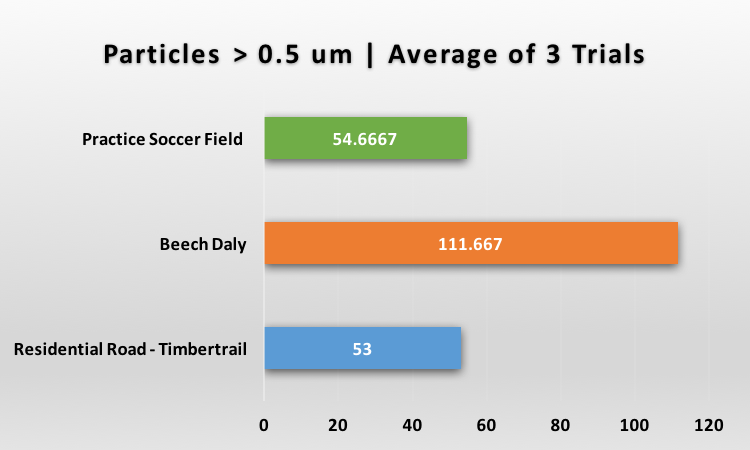 Particles > 0.5 um | Average of 3 Trials
Practice Soccer Field 54.6667
Beech Daly 111.667
Residential Road - Timbertrail 53
0 20 40 60 80 100 120